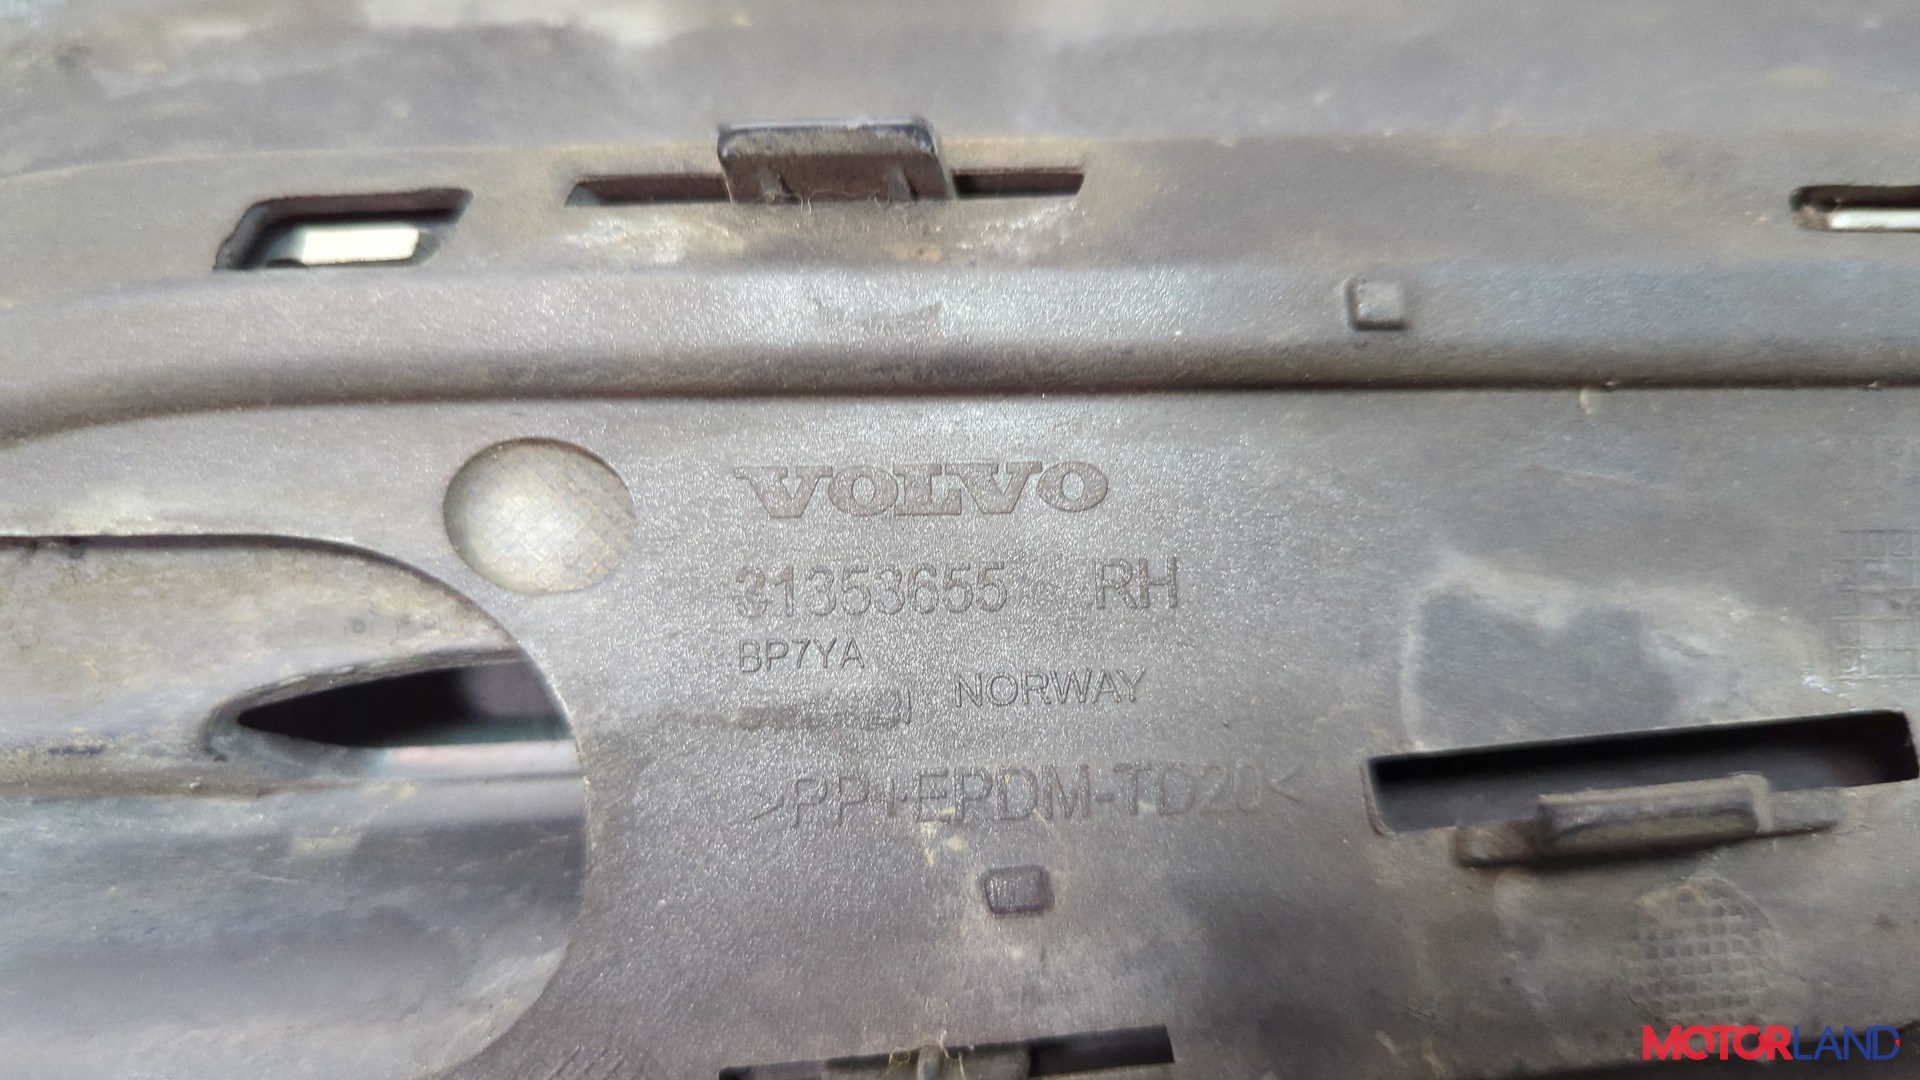 VOLVO
31353655 RH
BP7YA
NORWAY
>PP+EPDM-TD20<
MOTORLAND